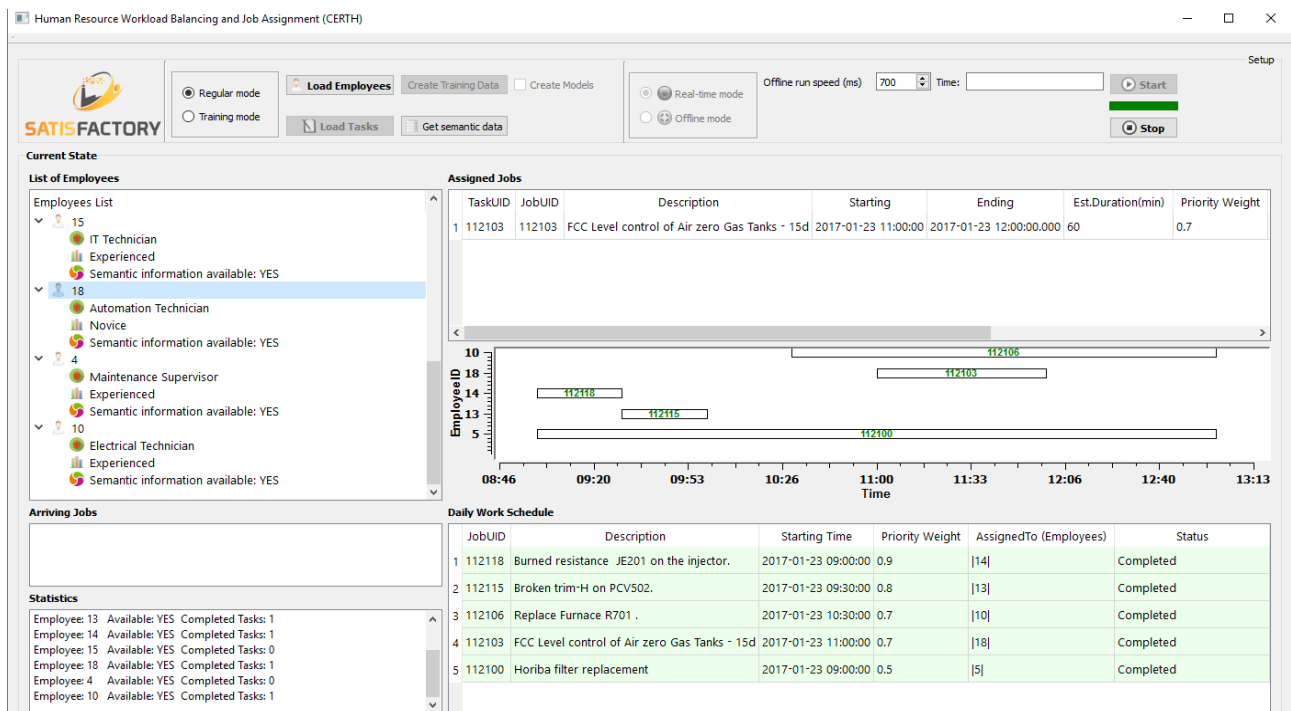 Human Resource Workload Balancing and Job Assignment (CERTH)
Setup
SATISFACTORY
Regular mode
Training mode
Load Employees
Create Training Data
Create Models
Load Tasks
Get semantic data
Real-time mode
Offline mode
Offline run speed (ms) 700 Time:
Start
Stop
Current State
List of Employees
Employees List
15
IT Technician
Experienced
Semantic information available: YES
18
Automation Technician
Novice
Semantic information available: YES
4
Maintenance Supervisor
Experienced
Semantic information available: YES
10
Electrical Technician
Experienced
Semantic information available: YES
Assigned Jobs
TaskUID JobUID Description Starting Ending Est.Duration(min) Priority Weight
1 112103 112103 FCC Level control of Air zero Gas Tanks - 15d 2017-01-23 11:00:00 2017-01-23 12:00:00.000 60 0.7
Employee ID
10 112106
18 112103
14 112118
13 112115
5 112100
08:46 09:20 09:53 10:26 11:00 11:33 12:06 12:40 13:13
Time
Arriving Jobs
Statistics
Employee: 13 Available: YES Completed Tasks: 1
Employee: 14 Available: YES Completed Tasks: 1
Employee: 15 Available: YES Completed Tasks: 0
Employee: 18 Available: YES Completed Tasks: 1
Employee: 4 Available: YES Completed Tasks: 0
Employee: 10 Available: YES Completed Tasks: 1
Daily Work Schedule
JobUID Description Starting Time Priority Weight AssignedTo (Employees) Status
1 112118 Burned resistance JE201 on the injector. 2017-01-23 09:00:00 0.9 |14| Completed
2 112115 Broken trim-H on PCV502. 2017-01-23 09:30:00 0.8 |13| Completed
3 112106 Replace Furnace R701 . 2017-01-23 10:30:00 0.7 |10| Completed
4 112103 FCC Level control of Air zero Gas Tanks - 15d 2017-01-23 11:00:00 0.7 |18| Completed
5 112100 Horiba filter replacement 2017-01-23 09:00:00 0.5 |5| Completed